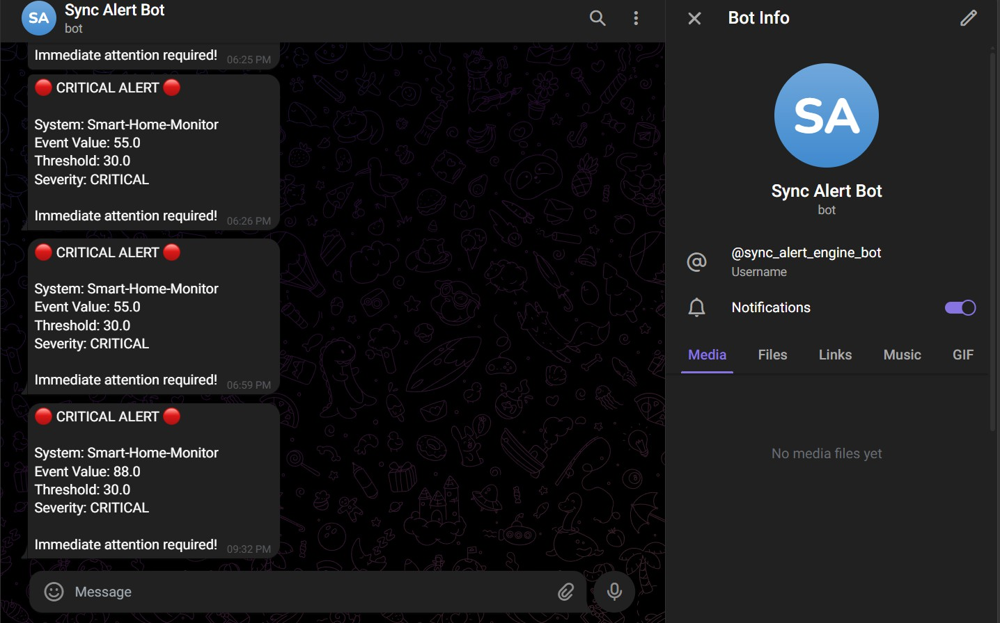 SA
Sync Alert Bot
bot
Immediate attention required! 06:25 PM
🔴 CRITICAL ALERT 🔴
System: Smart-Home-Monitor
Event Value: 55.0
Threshold: 30.0
Severity: CRITICAL
Immediate attention required! 06:26 PM
🔴 CRITICAL ALERT 🔴
System: Smart-Home-Monitor
Event Value: 55.0
Threshold: 30.0
Severity: CRITICAL
Immediate attention required! 06:59 PM
🔴 CRITICAL ALERT 🔴
System: Smart-Home-Monitor
Event Value: 88.0
Threshold: 30.0
Severity: CRITICAL
Immediate attention required! 09:32 PM
Message
Bot Info
SA
Sync Alert Bot
bot
@sync_alert_engine_bot
Username
Notifications
Media Files Links Music GIF
No media files yet